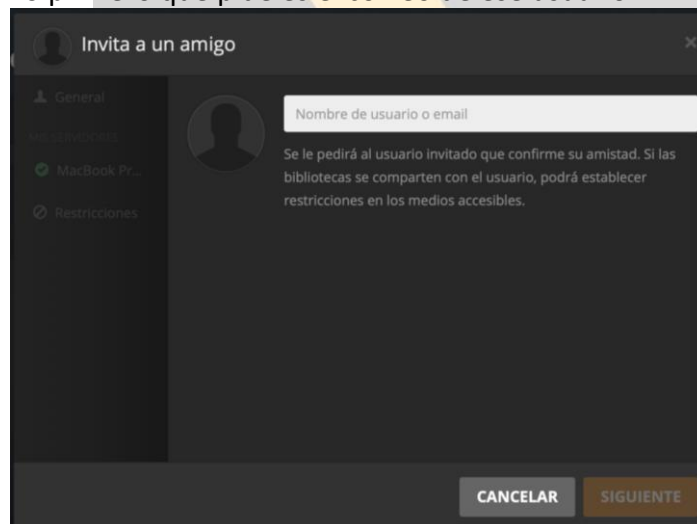 Invita a un amigo
General
MIS SERVIDORES
MacBook Pr...
Restricciones
Nombre de usuario o email
Se le pedirá al usuario invitado que confirme su amistad. Si las
bibliotecas se comparten con el usuario, podrá establecer
restricciones en los medios accesibles.
CANCELAR
SIGUIENTE